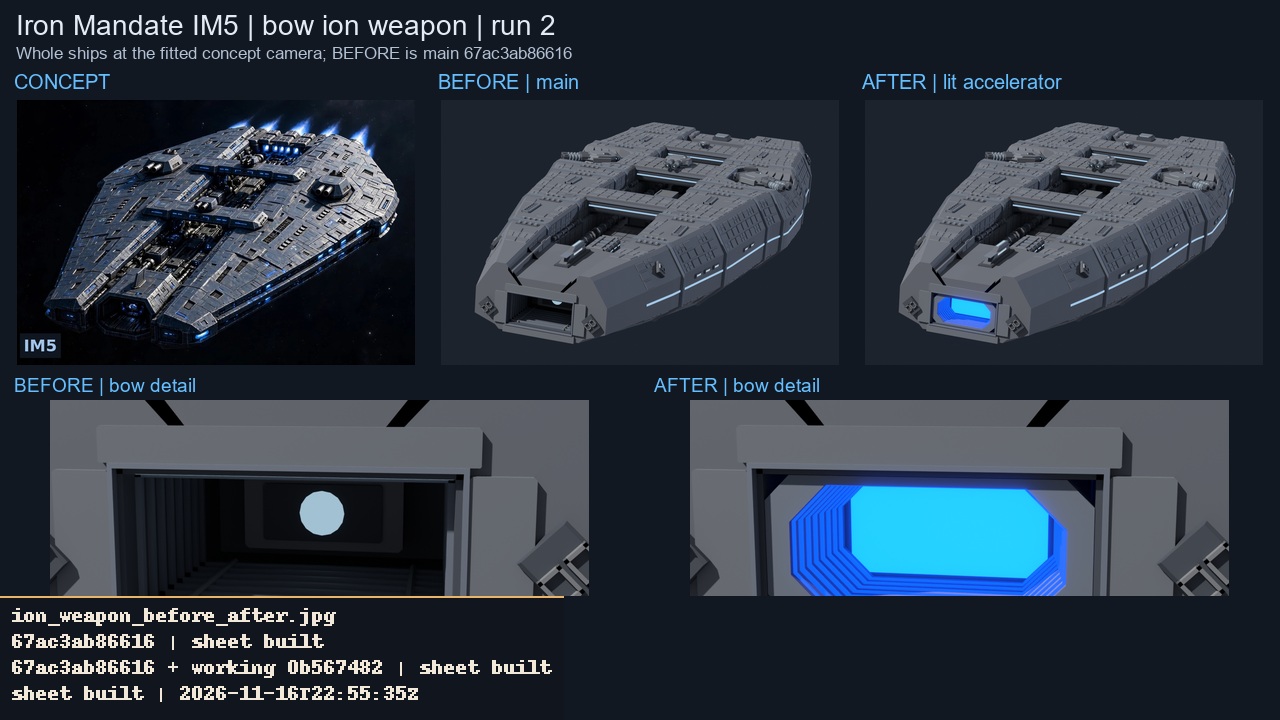 Iron Mandate IM5 | bow ion weapon | run 2
Whole ships at the fitted concept camera; BEFORE is main 67ac3ab86616
CONCEPT
BEFORE | main
AFTER | lit accelerator
IM5
BEFORE | bow detail
AFTER | bow detail
ion_weapon_before_after.jpg
67ac3ab86616 | sheet built
67ac3ab86616 + working 0b567482 | sheet built
sheet built | 2026-11-16T22:55:35Z